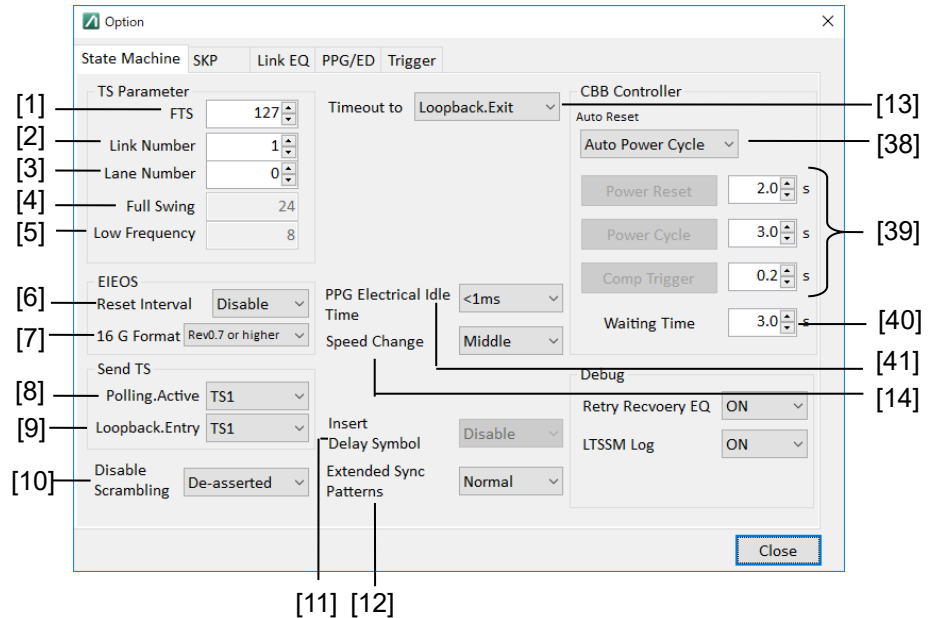 Option
State Machine SKP Link EQ PPG/ED Trigger
TS Parameter
[1] FTS 127
[2] Link Number 1
[3] Lane Number 0
[4] Full Swing 24
[5] Low Frequency 8
Timeout to Loopback.Exit [13]
CBB Controller
Auto Reset
Auto Power Cycle [38]
Power Reset 2.0 s
Power Cycle 3.0 s [39]
Comp Trigger 0.2 s
Waiting Time 3.0 s [40]
EIEOS
[6] Reset Interval Disable
[7] 16 G Format Rev0.7 or higher
PPG Electrical Idle
Time <1ms [41]
Speed Change Middle [14]
Send TS
[8] Polling.Active TS1
[9] Loopback.Entry TS1
[10] Disable
Scrambling De-asserted
Insert
Delay Symbol Disable
Extended Sync
Patterns Normal
Debug
Retry Recvoery EQ ON
LTSSM Log ON
Close
[11] [12]